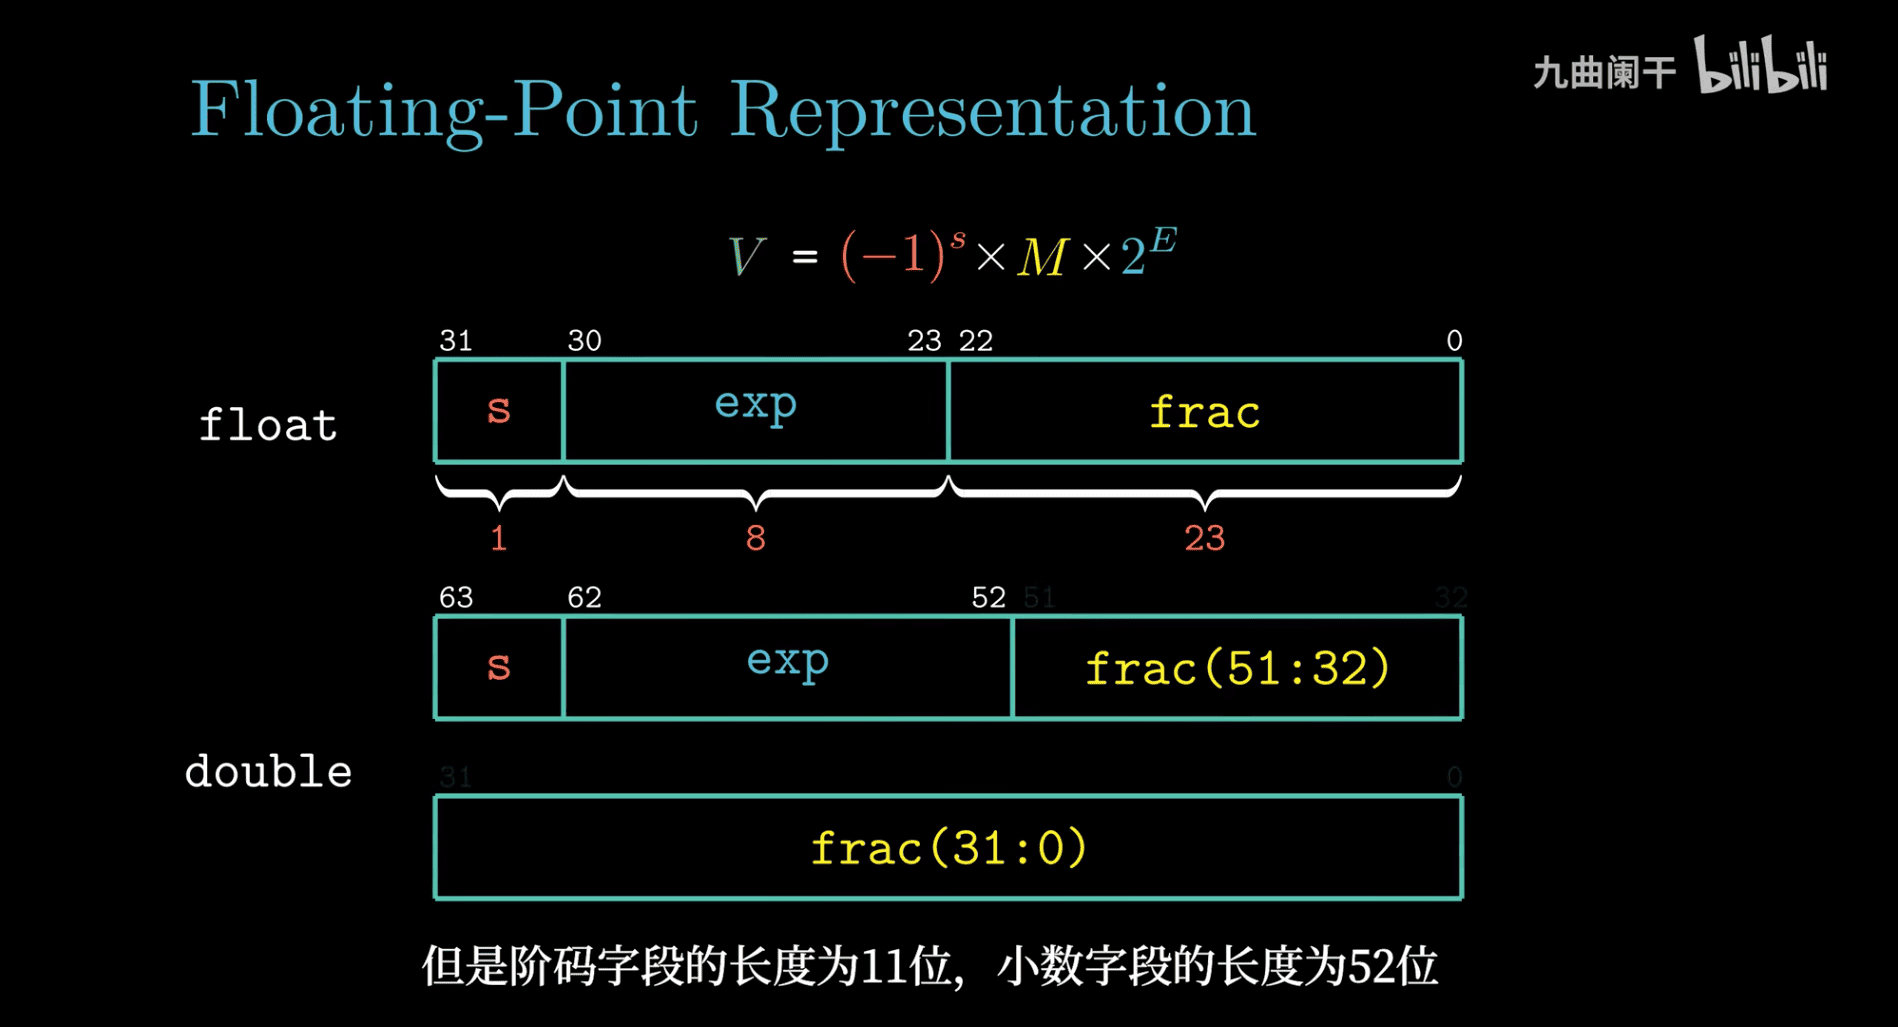 九曲阑干 bilibili
Floating-Point Representation
V = (−1)^s × M × 2^E
31 30 23 22 0
float s exp frac
1 8 23
63 62 52 51 32
s exp frac(51:32)
double
31 0
frac(31:0)
但是阶码字段的长度为11位，小数字段的长度为52位